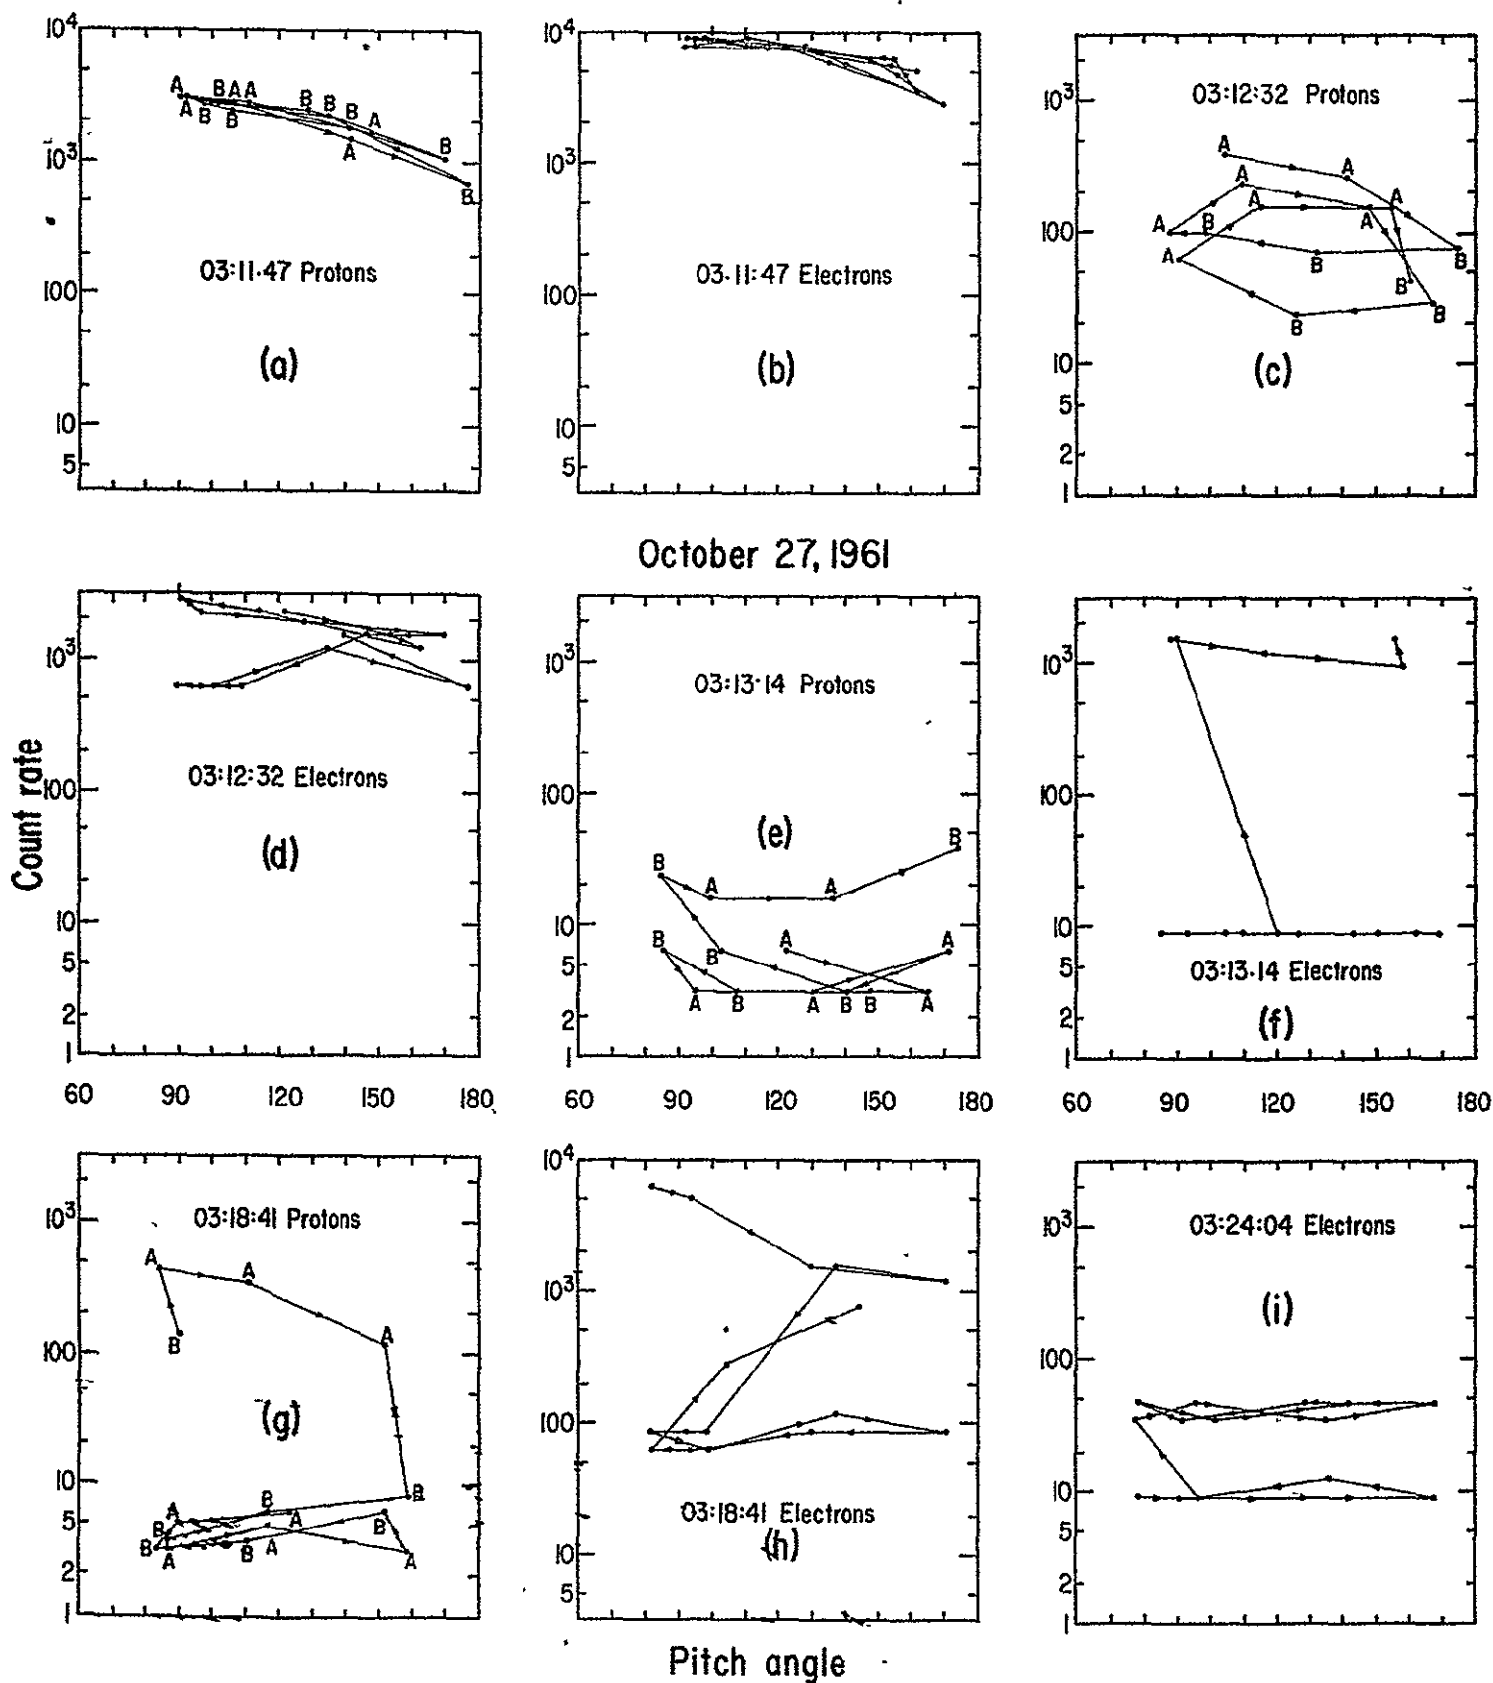 10⁴
10³
100
10
5
A A B A A B B B B A B A B B
03:11·47 Protons
(a)
10⁴
10³
100
10
5
03·11:47 Electrons
(b)
10³
100
10
5
2
1
03:12:32 Protons
A A A A A A B A A B B B B B
(c)
October 27, 1961
10³
100
10
5
2
1
03:12:32 Electrons
(d)
60 90 120 150 180
03:13·14 Protons
10³
100
10
5
2
1
(e)
B A A B
B B A A
A B A B B A
60 90 120 150 180
10³
100
10
5
2
1
03:13·14 Electrons
(f)
60 90 120 150 180
Count rate
10³
100
10
5
2
1
03:18:41 Protons
A A A B
(g)
A B A B B
B A B A B A
10⁴
10³
100
10
5
03:18:41 Electrons
(h)
10³
100
10
5
2
1
03:24:04 Electrons
(i)
Pitch angle